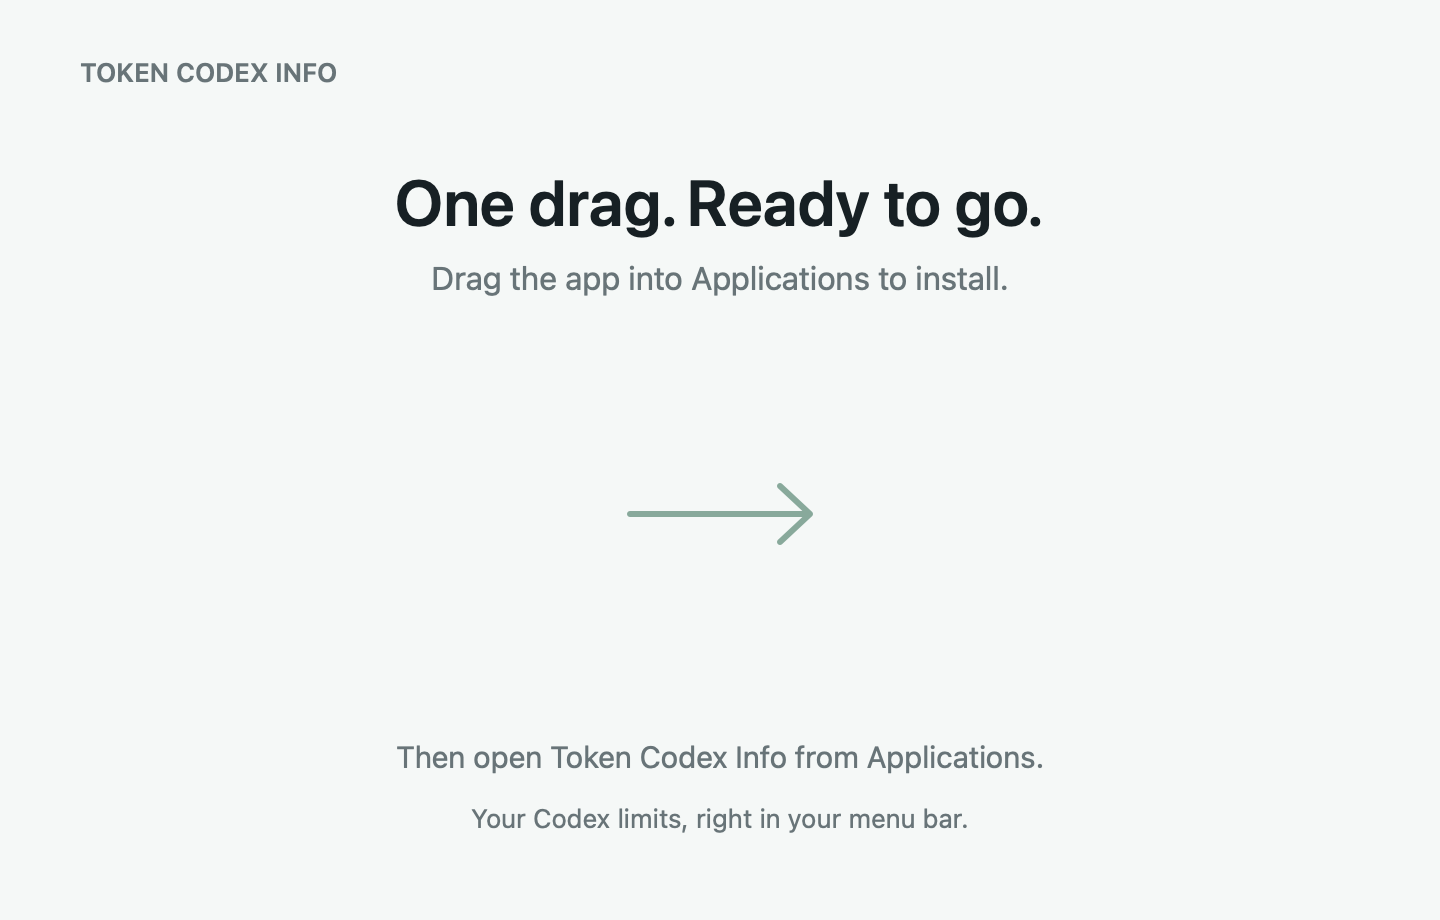 TOKEN CODEX INFO
One drag. Ready to go.
Drag the app into Applications to install.
Then open Token Codex Info from Applications.
Your Codex limits, right in your menu bar.